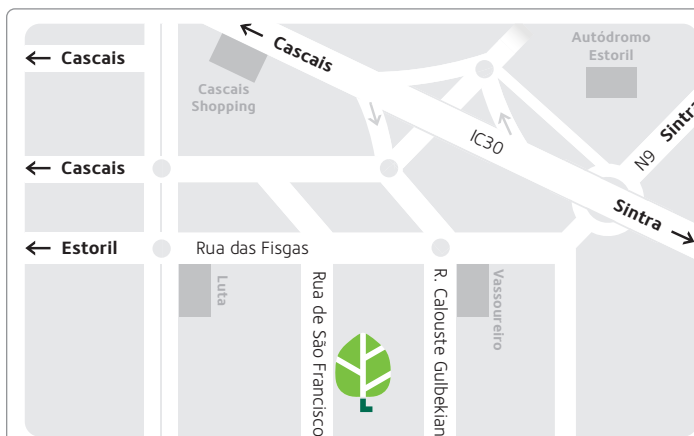 Cascais
Cascais
Cascais
Shopping
Autódromo
Estoril
N9
Sintra
IC30
Cascais
Sintra
Estoril
Rua das Fisgas
Luta
Rua de São Francisco
R. Calouste Gulbekian
Vassoureiro